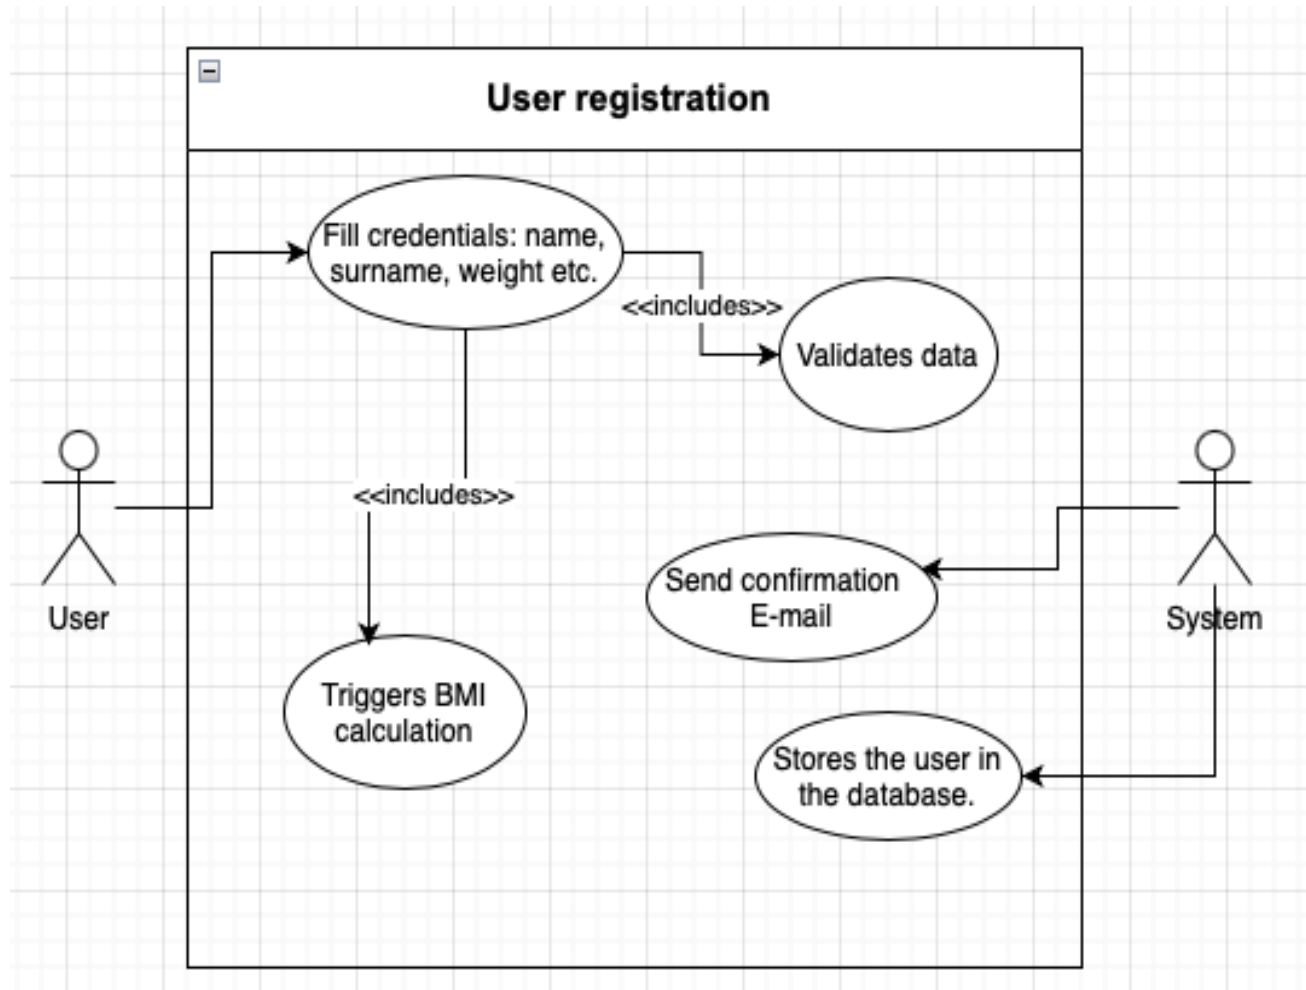 User registration
Fill credentials: name,
surname, weight etc.
<<includes>>
Validates data
<<includes>>
User
Send confirmation
E-mail
System
Triggers BMI
calculation
Stores the user in
the database.